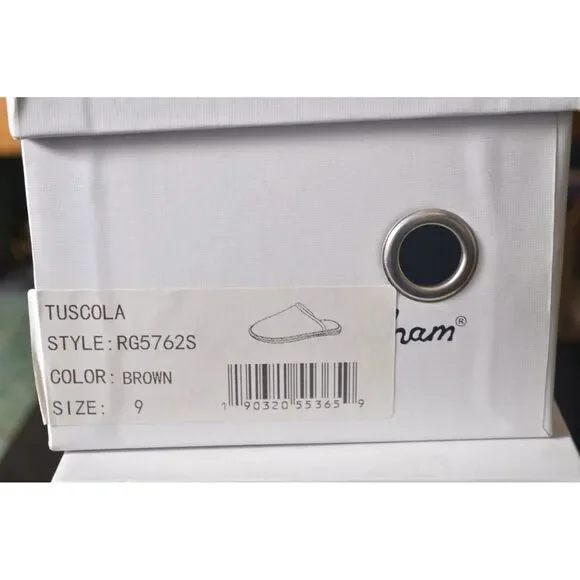 TUSCOLA
STYLE: RG5762S
COLOR: BROWN
SIZE: 9
1 90320 55365 9
ham®